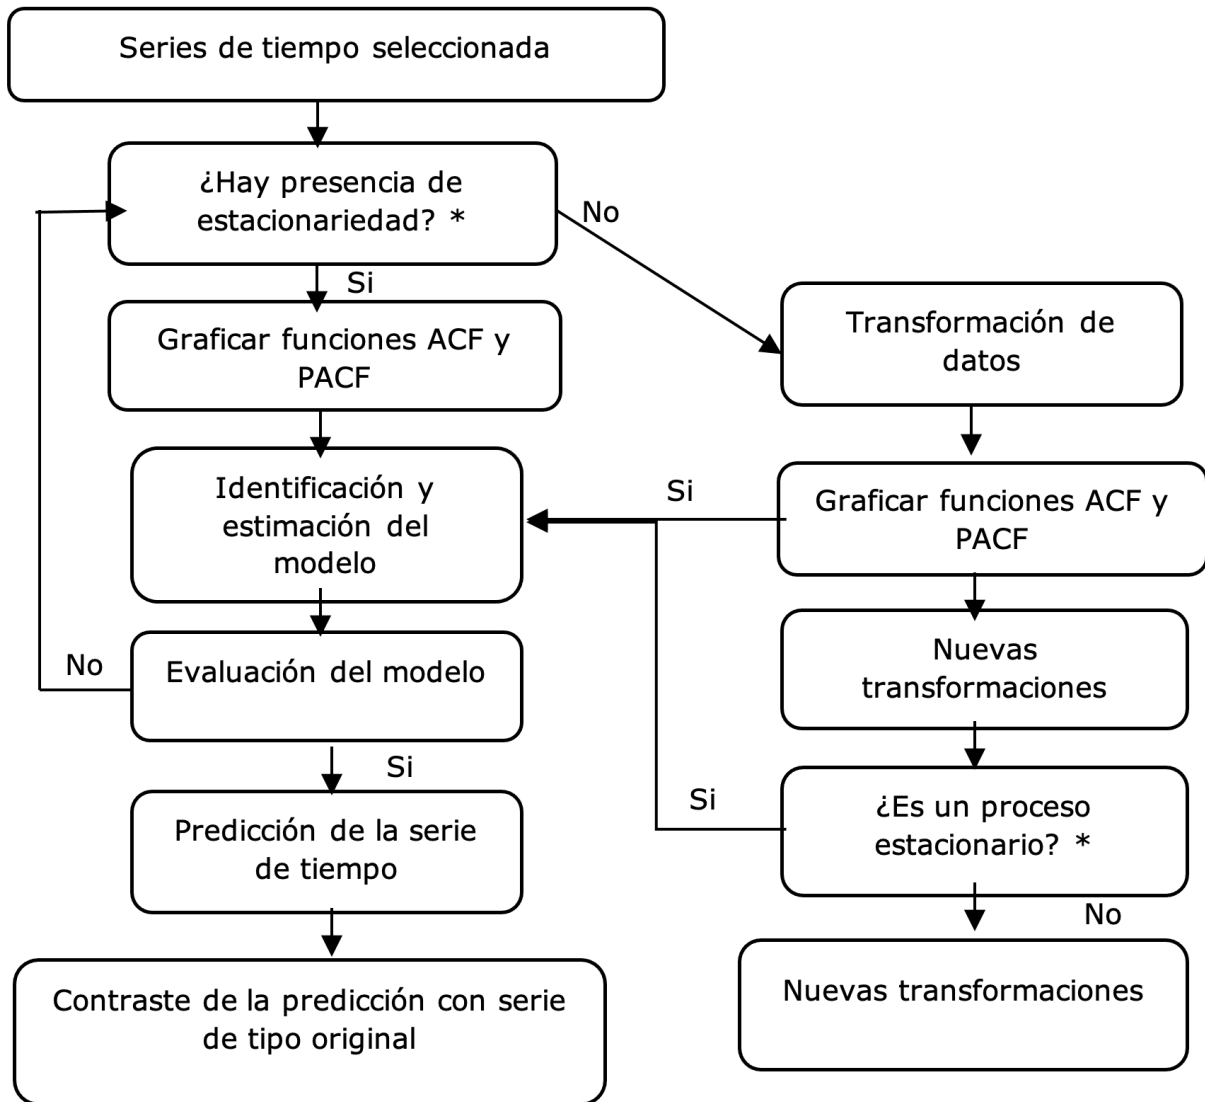 Series de tiempo seleccionada
¿Hay presencia de
estacionariedad? *
No
Si
Graficar funciones ACF y
PACF
Transformación de
datos
Identificación y
estimación del
modelo
Si
Graficar funciones ACF y
PACF
No
Evaluación del modelo
Nuevas
transformaciones
Si
Si
¿Es un proceso
estacionario? *
Predicción de la serie
de tiempo
No
Contraste de la predicción con serie
de tipo original
Nuevas transformaciones